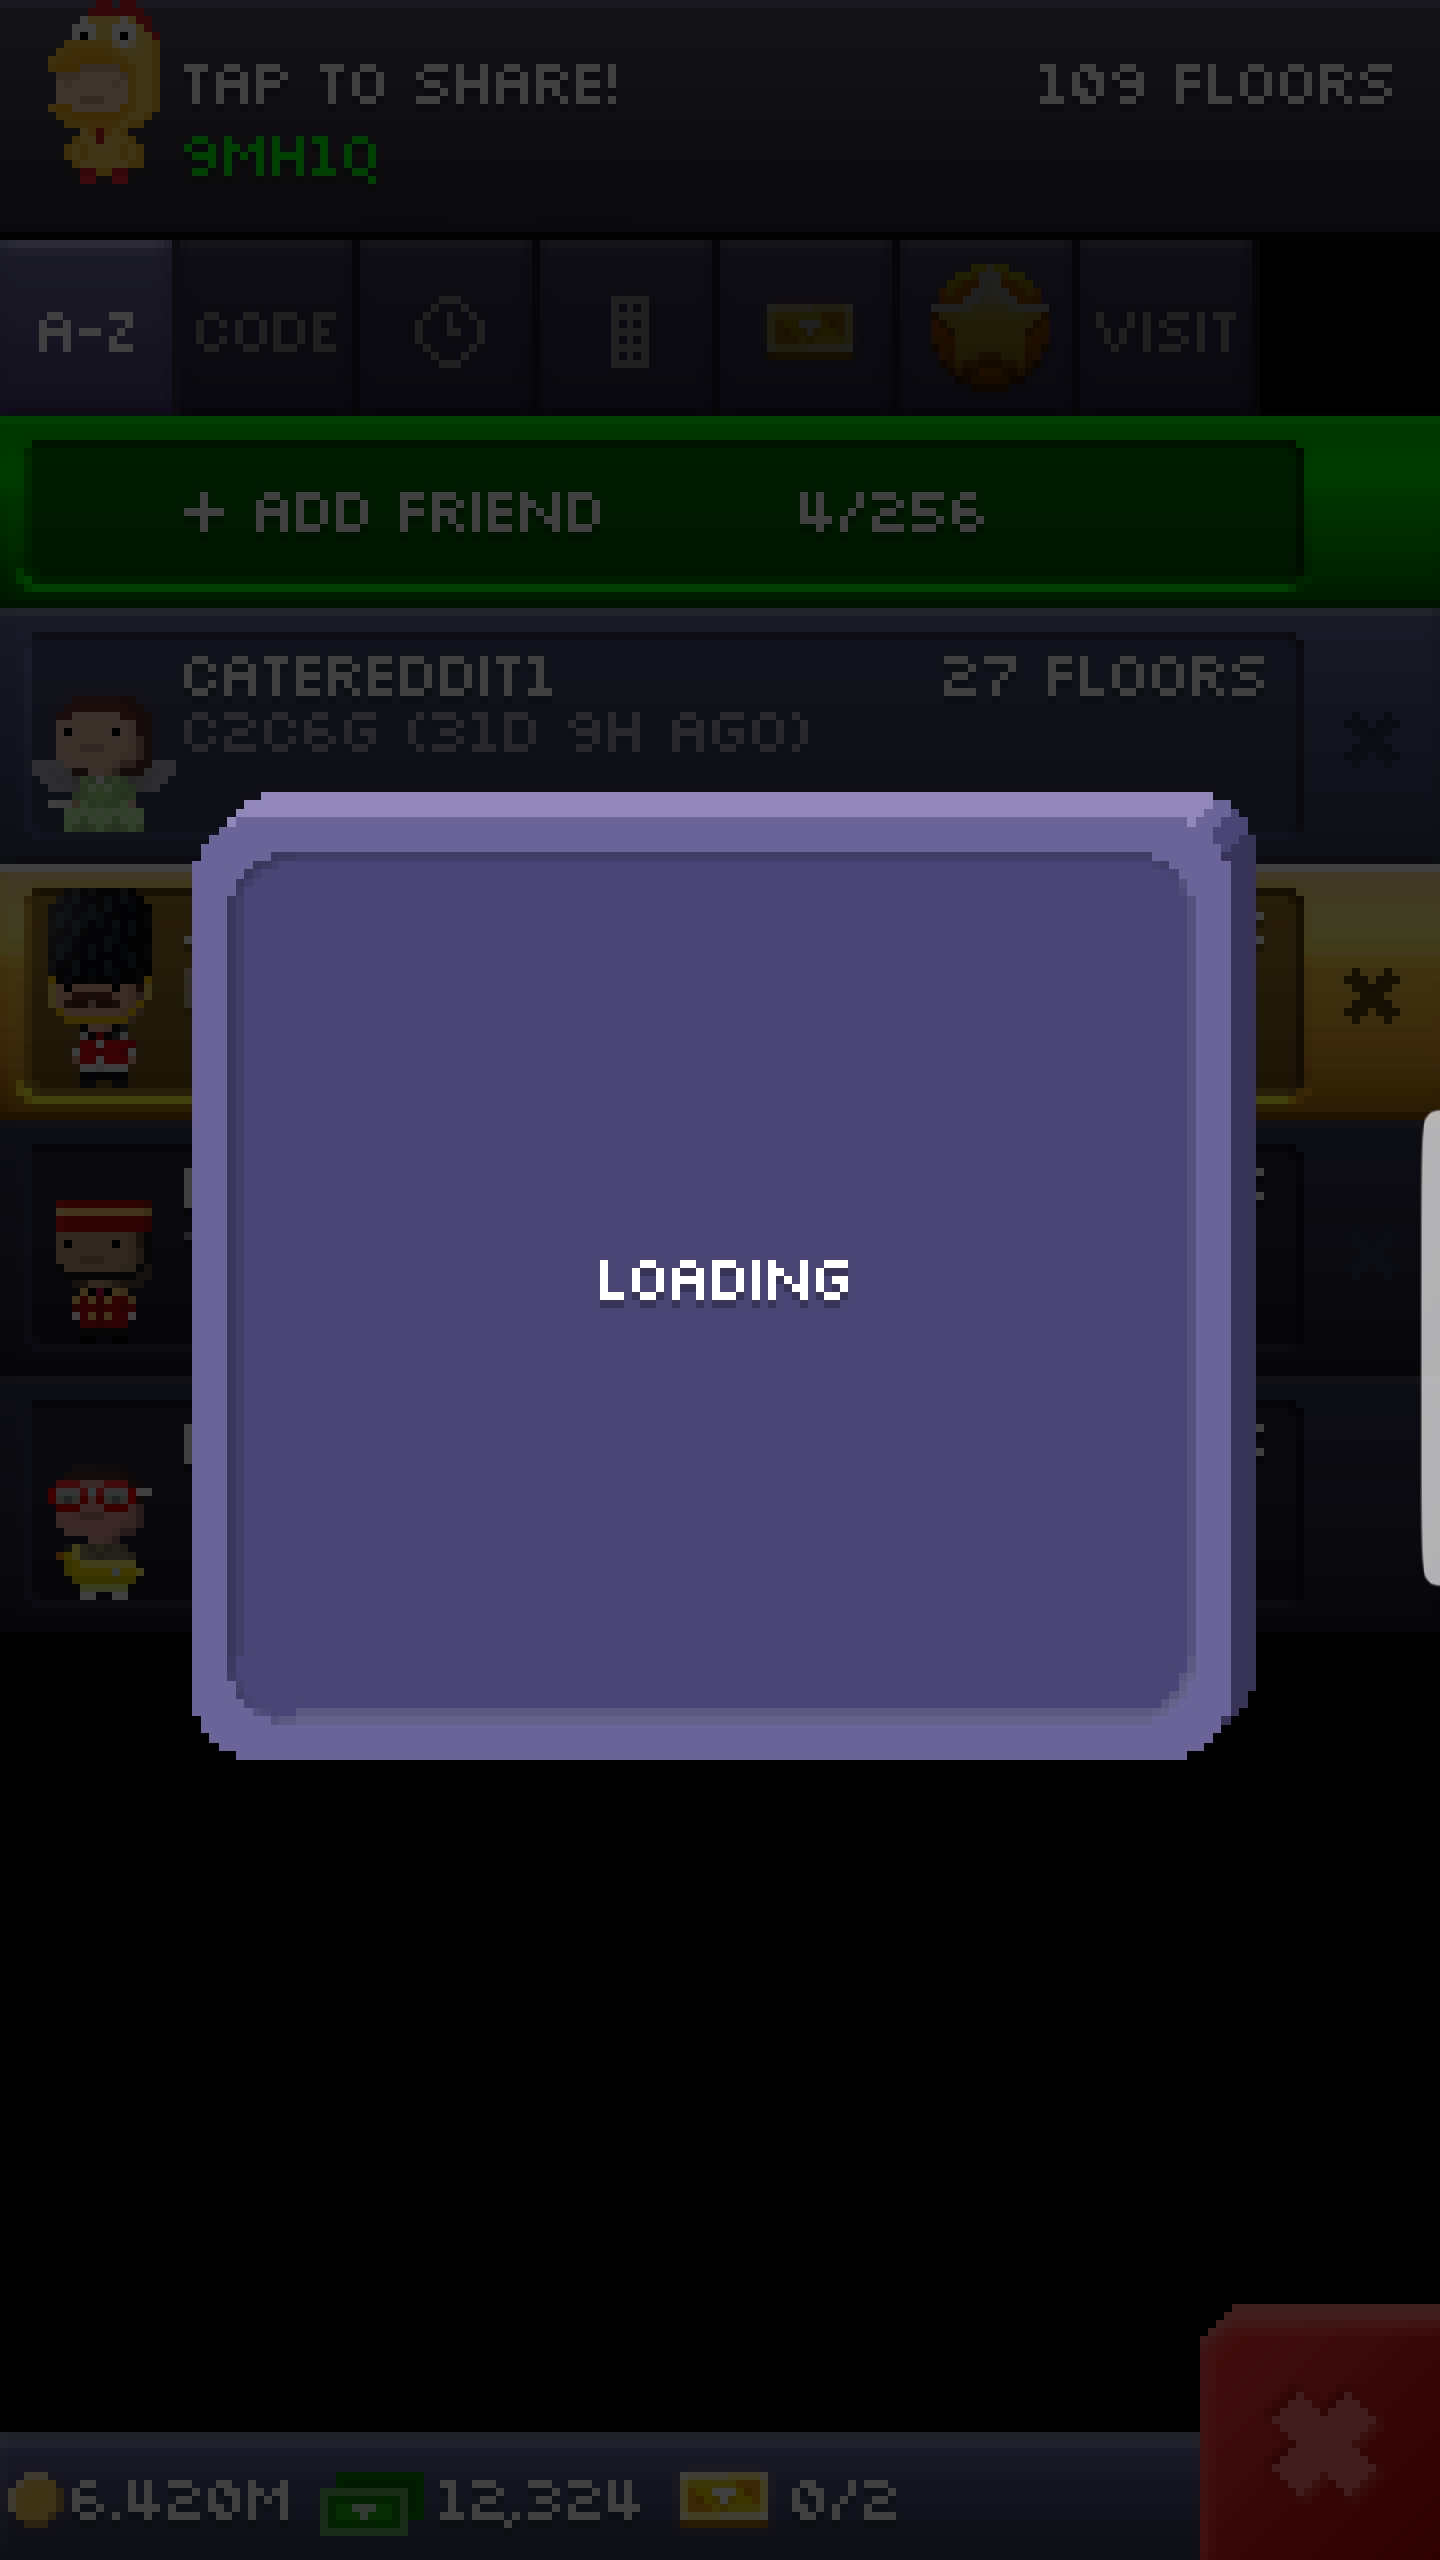 TAP TO SHARE!
109 FLOORS
9MH1Q
A-Z CODE VISIT
+ ADD FRIEND 4/256
CATEREDDIT1 27 FLOORS
C2C6G (31D 9H AGO)
LOADING
6.420M 12,324 0/2